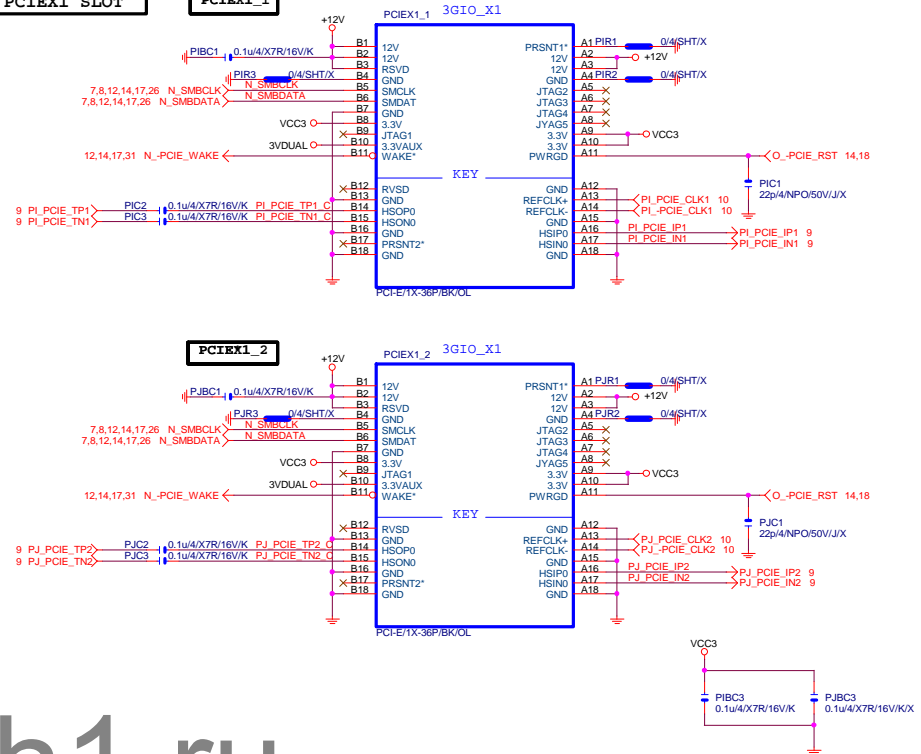 PCIEX1 SLOT
PCIEX1_1
+12V
PCIEX1_1 3GIO_X1
PIBC1 0.1u/4/X7R/16V/K
PIR3 0/4/SHT/X
7,8,12,14,17,26 N_SMBCLK N_SMBCLK
7,8,12,14,17,26 N_SMBDATA N_SMBDATA
VCC3
3VDUAL
12,14,17,31 N_-PCIE_WAKE
9 PI_PCIE_TP1 PIC2 0.1u/4/X7R/16V/K PI_PCIE_TP1_C
9 PI_PCIE_TN1 PIC3 0.1u/4/X7R/16V/K PI_PCIE_TN1_C
B1 12V PRSNT1* A1 PIR1 0/4/SHT/X
B2 12V 12V A2 +12V
B3 RSVD 12V A3
B4 GND GND A4 PIR2 0/4/SHT/X
B5 SMCLK JTAG2 A5
B6 SMDAT JTAG3 A6
B7 GND JTAG4 A7
B8 3.3V JYAG5 A8
B9 JTAG1 3.3V A9 VCC3
B10 3.3VAUX 3.3V A10
B11 WAKE* PWRGD A11 O_-PCIE_RST 14,18
KEY
PIC1
22p/4/NPO/50V/J/X
B12 RVSD GND A12
B13 GND REFCLK+ A13 PI_PCIE_CLK1 10
B14 HSOP0 REFCLK- A14 PI_-PCIE_CLK1 10
B15 HSON0 GND A15
B16 GND HSIP0 A16 PI_PCIE_IP1 PI_PCIE_IP1 9
B17 PRSNT2* HSIN0 A17 PI_PCIE_IN1 PI_PCIE_IN1 9
B18 GND GND A18
PCI-E/1X-36P/BK/OL
PCIEX1_2
+12V
PCIEX1_2 3GIO_X1
PJBC1 0.1u/4/X7R/16V/K
PJR3 0/4/SHT/X
7,8,12,14,17,26 N_SMBCLK N_SMBCLK
7,8,12,14,17,26 N_SMBDATA N_SMBDATA
VCC3
3VDUAL
12,14,17,31 N_-PCIE_WAKE
9 PJ_PCIE_TP2 PJC2 0.1u/4/X7R/16V/K PJ_PCIE_TP2_C
9 PJ_PCIE_TN2 PJC3 0.1u/4/X7R/16V/K PJ_PCIE_TN2_C
B1 12V PRSNT1* A1 PJR1 0/4/SHT/X
B2 12V 12V A2 +12V
B3 RSVD 12V A3
B4 GND GND A4 PJR2 0/4/SHT/X
B5 SMCLK JTAG2 A5
B6 SMDAT JTAG3 A6
B7 GND JTAG4 A7
B8 3.3V JYAG5 A8
B9 JTAG1 3.3V A9 VCC3
B10 3.3VAUX 3.3V A10
B11 WAKE* PWRGD A11 O_-PCIE_RST 14,18
KEY
PJC1
22p/4/NPO/50V/J/X
B12 RVSD GND A12
B13 GND REFCLK+ A13 PJ_PCIE_CLK2 10
B14 HSOP0 REFCLK- A14 PJ_-PCIE_CLK2 10
B15 HSON0 GND A15
B16 GND HSIP0 A16 PJ_PCIE_IP2 PJ_PCIE_IP2 9
B17 PRSNT2* HSIN0 A17 PJ_PCIE_IN2 PJ_PCIE_IN2 9
B18 GND GND A18
PCI-E/1X-36P/BK/OL
VCC3
PIBC3
0.1u/4/X7R/16V/K
PJBC3
0.1u/4/X7R/16V/K/X
b1.ru